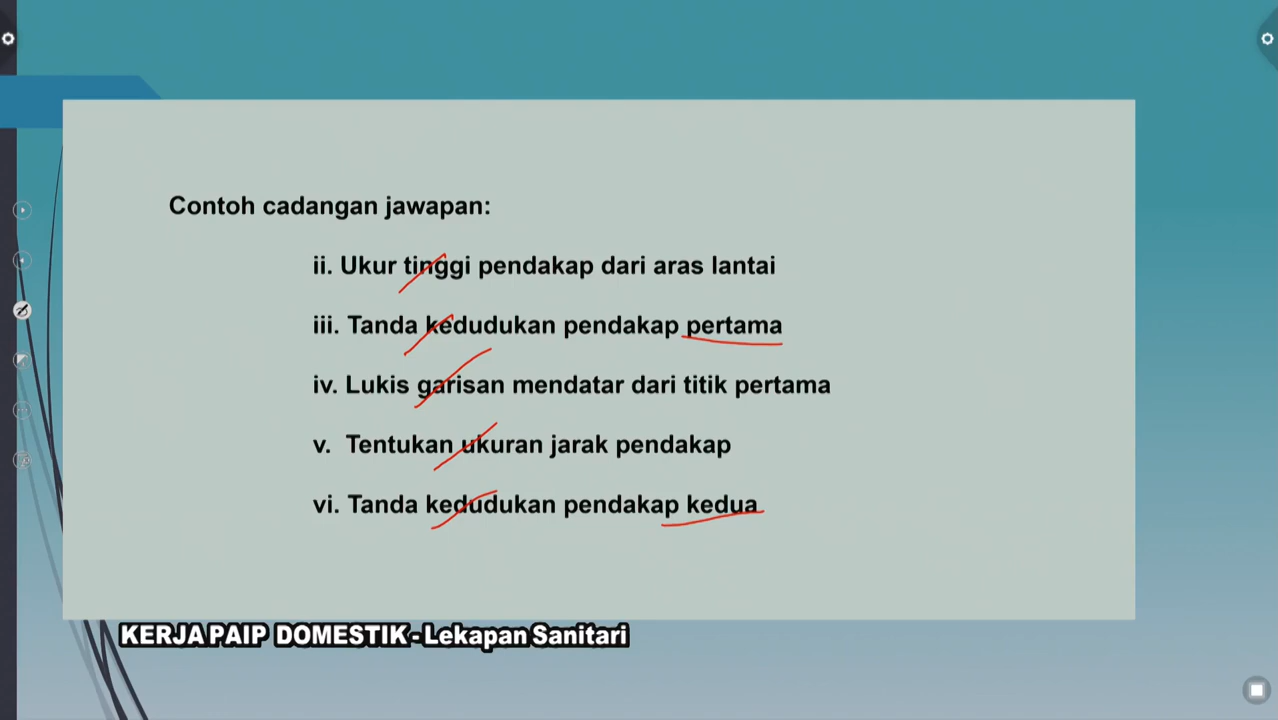 Contoh cadangan jawapan:
ii. Ukur tinggi pendakap dari aras lantai
iii. Tanda kedudukan pendakap pertama
iv. Lukis garisan mendatar dari titik pertama
v. Tentukan ukuran jarak pendakap
vi. Tanda kedudukan pendakap kedua
KERJA PAIP DOMESTIK - Lekapan Sanitari